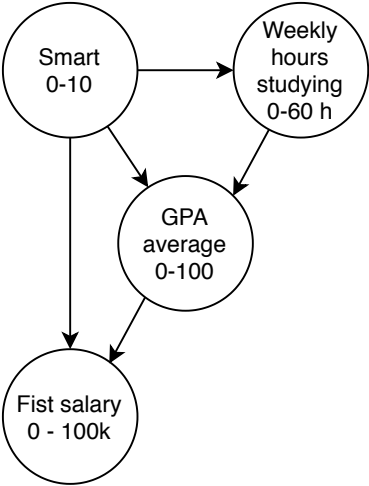 Smart
0-10
Weekly
hours
studying
0-60 h
GPA
average
0-100
Fist salary
0 - 100k